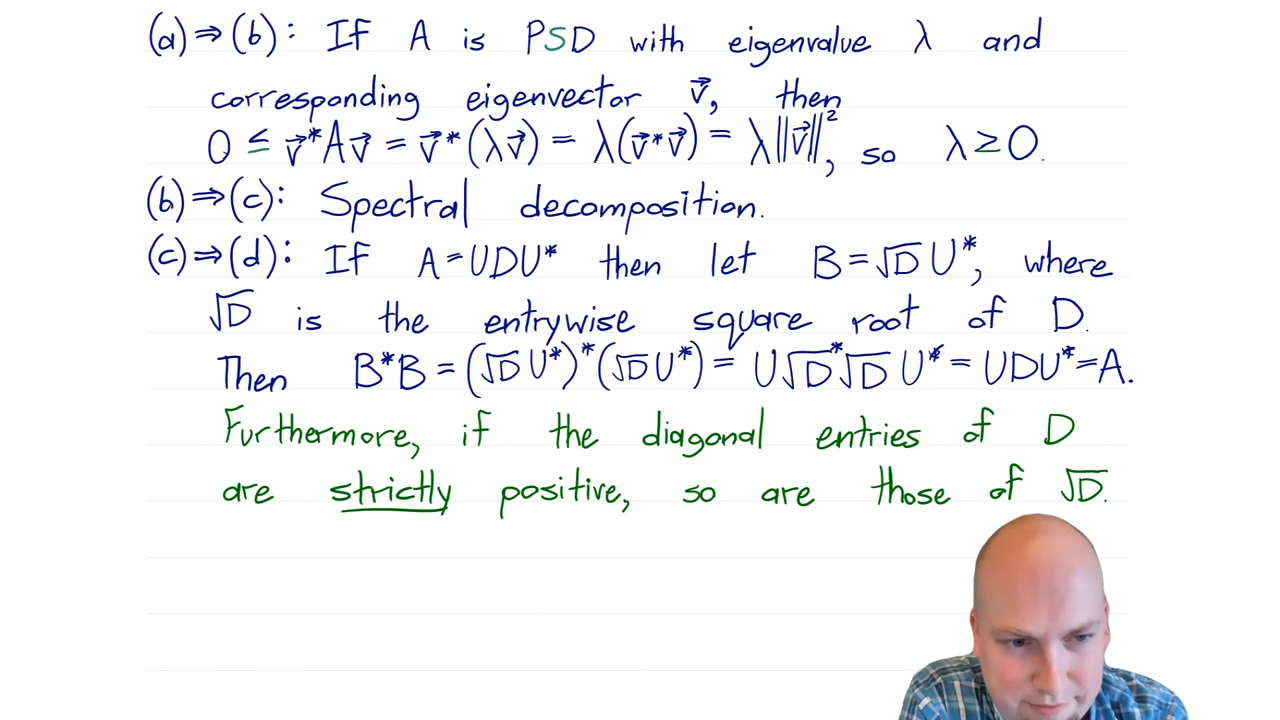 (a) ⇒ (b): If A is PSD with eigenvalue λ and
corresponding eigenvector v⃗, then
0 ≤ v⃗*Av⃗ = v⃗*(λv⃗) = λ(v⃗*v⃗) = λ||v⃗||², so λ ≥ 0.
(b) ⇒ (c): Spectral decomposition.
(c) ⇒ (d): If A = UDU* then let B = √D U*, where
√D is the entrywise square root of D.
Then B*B = (√D U*)*(√D U*) = U√D*√D U* = UDU* = A.
Furthermore, if the diagonal entries of D
are strictly positive, so are those of √D.